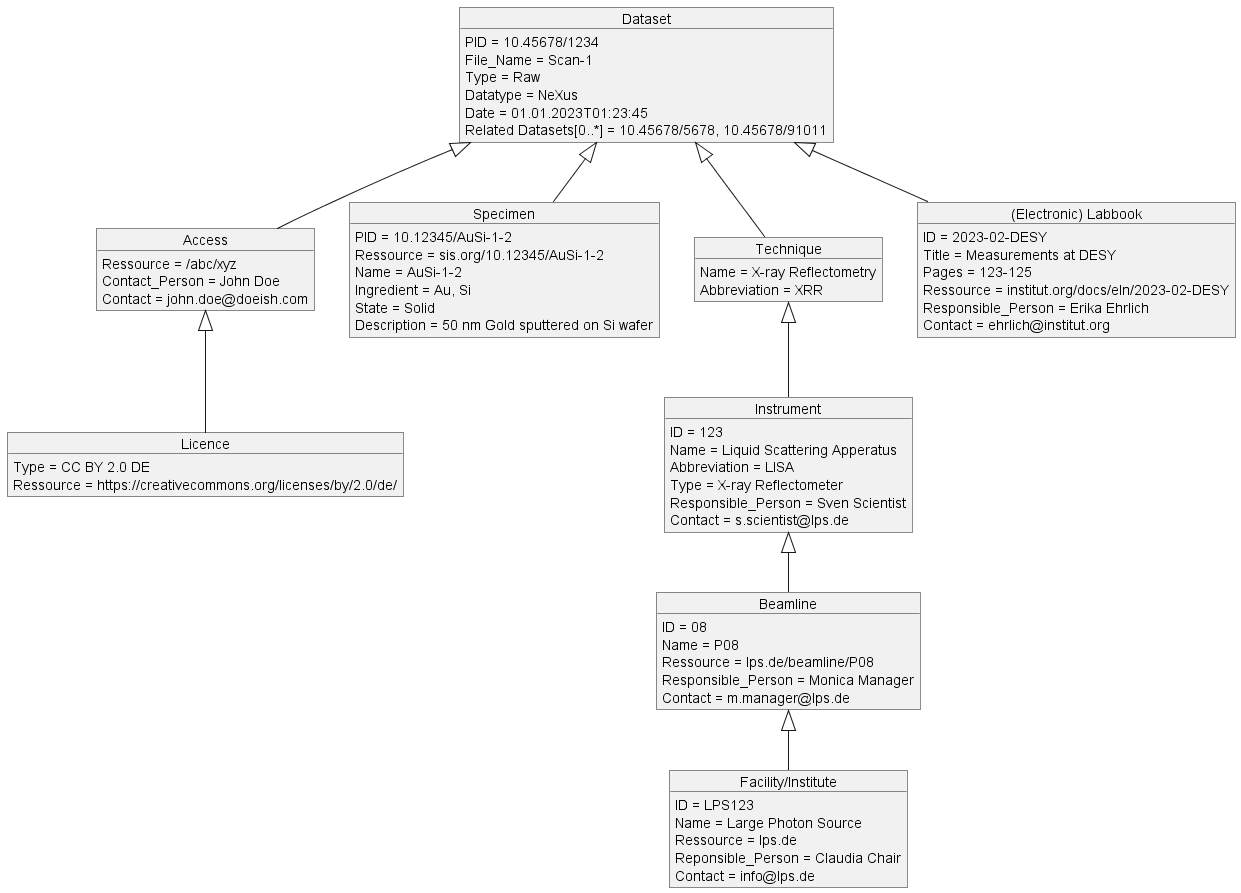 Dataset
PID = 10.45678/1234
File_Name = Scan-1
Type = Raw
Datatype = NeXus
Date = 01.01.2023T01:23:45
Related Datasets[0..*] = 10.45678/5678, 10.45678/91011
Access
Ressource = /abc/xyz
Contact_Person = John Doe
Contact = john.doe@doeish.com
Specimen
PID = 10.12345/AuSi-1-2
Ressource = sis.org/10.12345/AuSi-1-2
Name = AuSi-1-2
Ingredient = Au, Si
State = Solid
Description = 50 nm Gold sputtered on Si wafer
Technique
Name = X-ray Reflectometry
Abbreviation = XRR
(Electronic) Labbook
ID = 2023-02-DESY
Title = Measurements at DESY
Pages = 123-125
Ressource = institut.org/docs/eln/2023-02-DESY
Responsible_Person = Erika Ehrlich
Contact = ehrlich@institut.org
Licence
Type = CC BY 2.0 DE
Ressource = https://creativecommons.org/licenses/by/2.0/de/
Instrument
ID = 123
Name = Liquid Scattering Apperatus
Abbreviation = LISA
Type = X-ray Reflectometer
Responsible_Person = Sven Scientist
Contact = s.scientist@lps.de
Beamline
ID = 08
Name = P08
Ressource = lps.de/beamline/P08
Responsible_Person = Monica Manager
Contact = m.manager@lps.de
Facility/Institute
ID = LPS123
Name = Large Photon Source
Ressource = lps.de
Reponsible_Person = Claudia Chair
Contact = info@lps.de